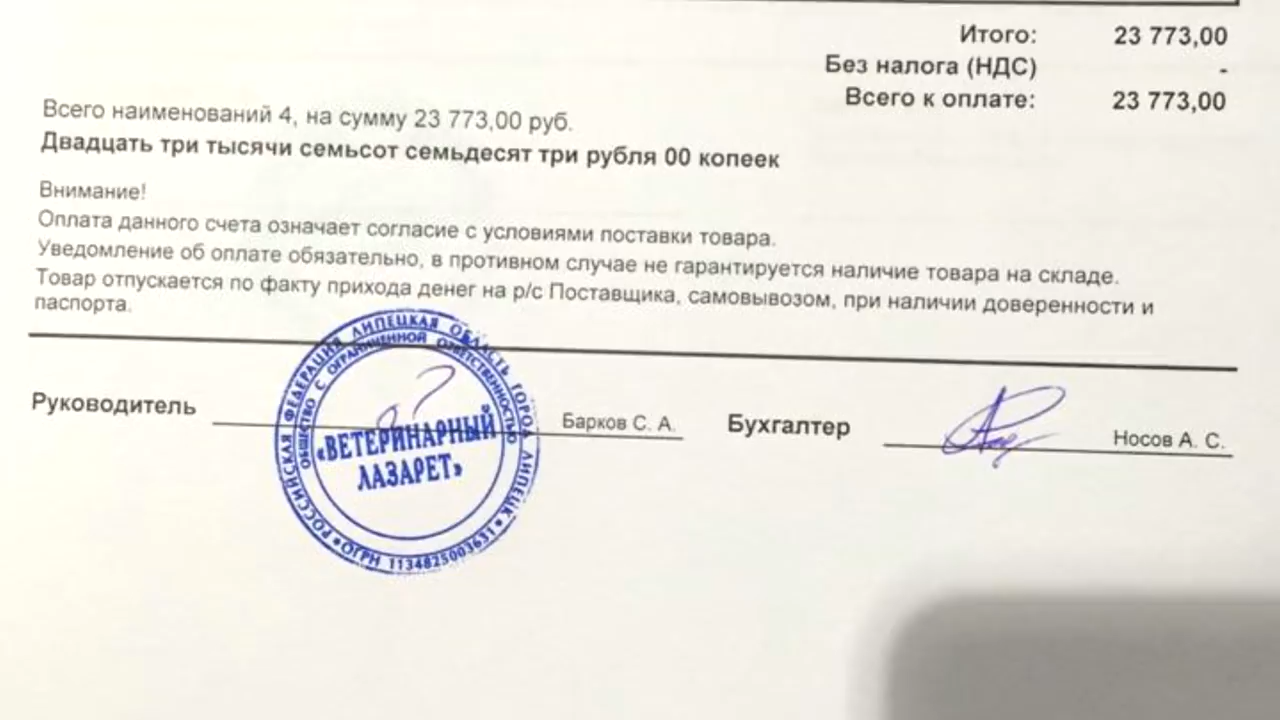 Итого: 23 773,00
Без налога (НДС) -
Всего к оплате: 23 773,00
Всего наименований 4, на сумму 23 773,00 руб.
Двадцать три тысячи семьсот семьдесят три рубля 00 копеек
Внимание!
Оплата данного счета означает согласие с условиями поставки товара.
Уведомление об оплате обязательно, в противном случае не гарантируется наличие товара на складе.
Товар отпускается по факту прихода денег на р/с Поставщика, самовывозом, при наличии доверенности и
паспорта.
Руководитель Барков С. А. Бухгалтер Носов А. С.
РОССИЙСКАЯ ФЕДЕРАЦИЯ ЛИПЕЦКАЯ ОБЛАСТЬ ГОРОД ЛИПЕЦК
ОБЩЕСТВО С ОГРАНИЧЕННОЙ ОТВЕТСТВЕННОСТЬЮ
«ВЕТЕРИНАРНЫЙ
ЛАЗАРЕТ»
ОГРН 1134825003631